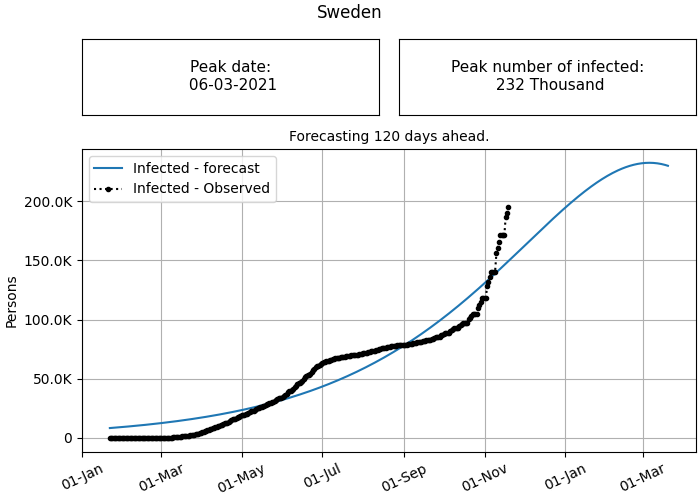 Sweden
Peak date:
06-03-2021
Peak number of infected:
232 Thousand
Forecasting 120 days ahead.
Infected - forecast
Infected - Observed
200.0K
150.0K
100.0K
50.0K
0
Persons
01-Jan
01-Mar
01-May
01-Jul
01-Sep
01-Nov
01-Jan
01-Mar